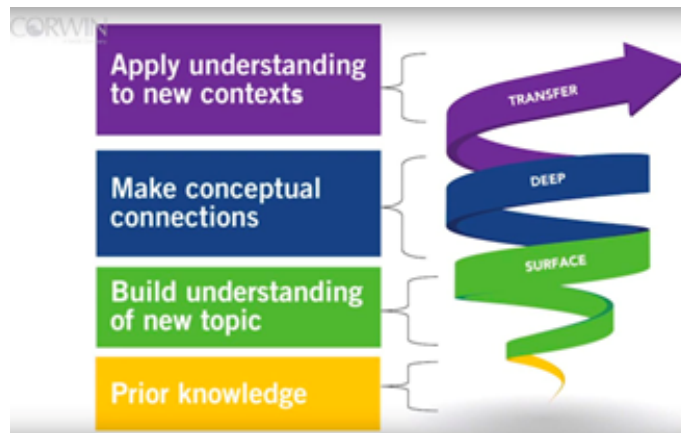 CORWIN
Apply understanding
to new contexts
TRANSFER
Make conceptual
connections
DEEP
Build understanding
of new topic
SURFACE
Prior knowledge